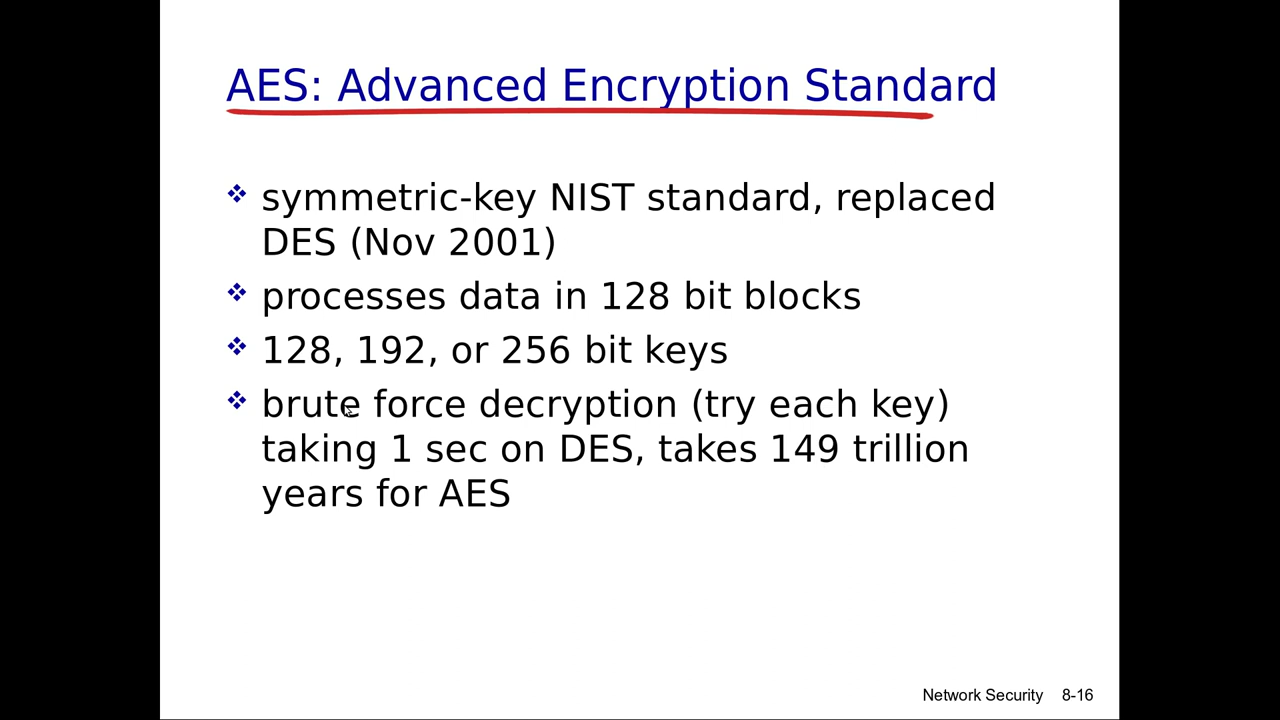 AES: Advanced Encryption Standard
symmetric-key NIST standard, replaced
DES (Nov 2001)
processes data in 128 bit blocks
128, 192, or 256 bit keys
brute force decryption (try each key)
taking 1 sec on DES, takes 149 trillion
years for AES
Network Security 8-16